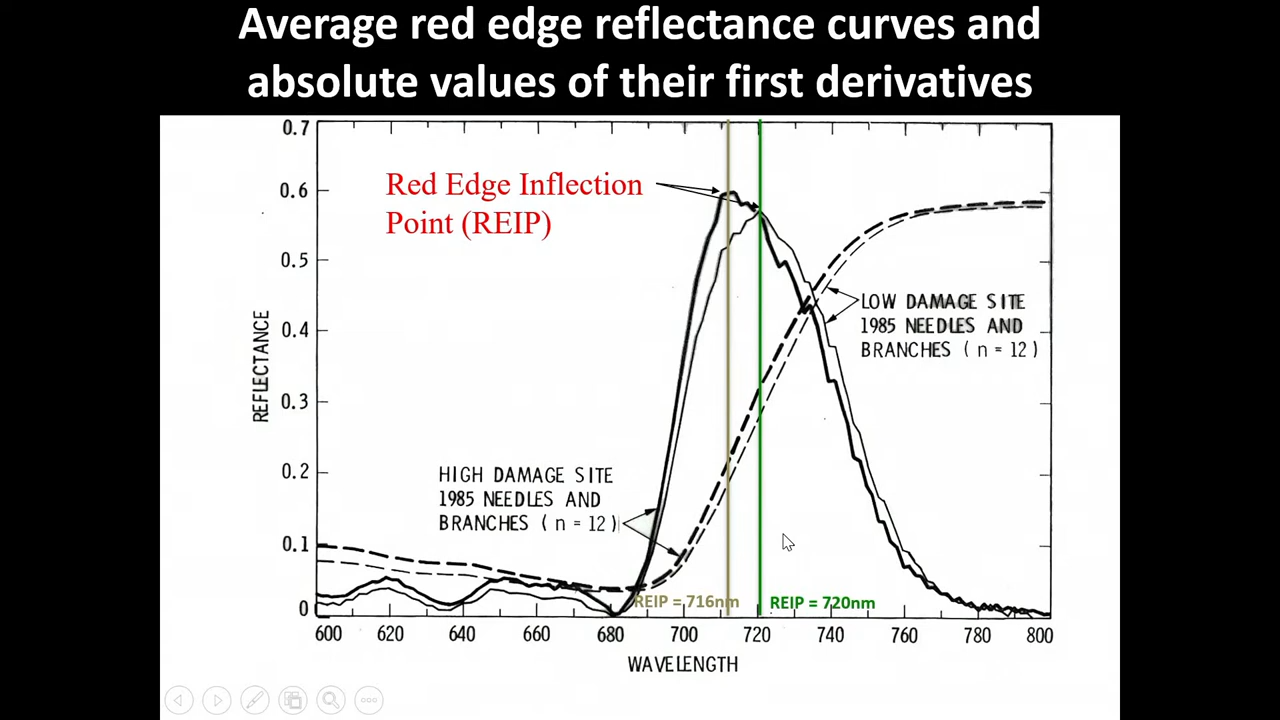 Average red edge reflectance curves and
absolute values of their first derivatives
0.7
0.6
0.5
0.4
0.3
0.2
0.1
0
REFLECTANCE
Red Edge Inflection
Point (REIP)
LOW DAMAGE SITE
1985 NEEDLES AND
BRANCHES ( n = 12)
HIGH DAMAGE SITE
1985 NEEDLES AND
BRANCHES ( n = 12)
REIP = 716nm
REIP = 720nm
600 620 640 660 680 700 720 740 760 780 800
WAVELENGTH